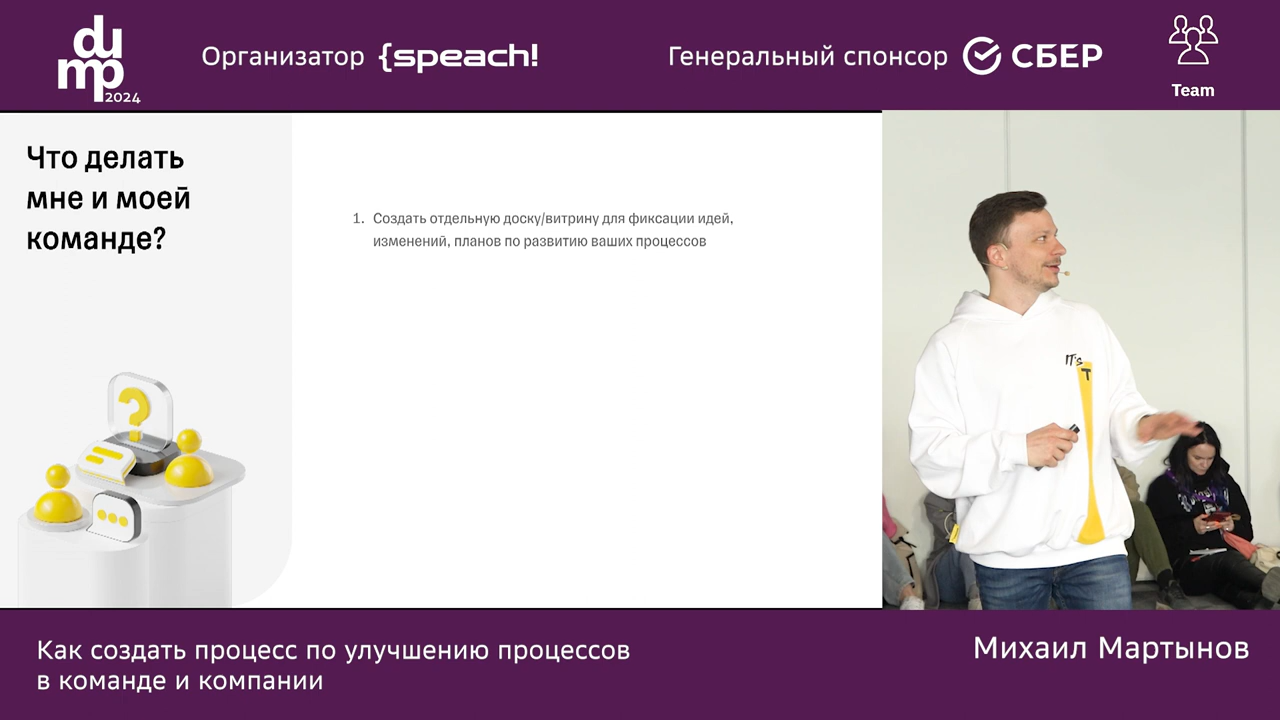 dump
2024
Организатор {speach!
Генеральный спонсор СБЕР
Team
Что делать
мне и моей
команде?
1. Создать отдельную доску/витрину для фиксации идей,
изменений, планов по развитию ваших процессов
IT'S
T
Как создать процесс по улучшению процессов
в команде и компании
Михаил Мартынов